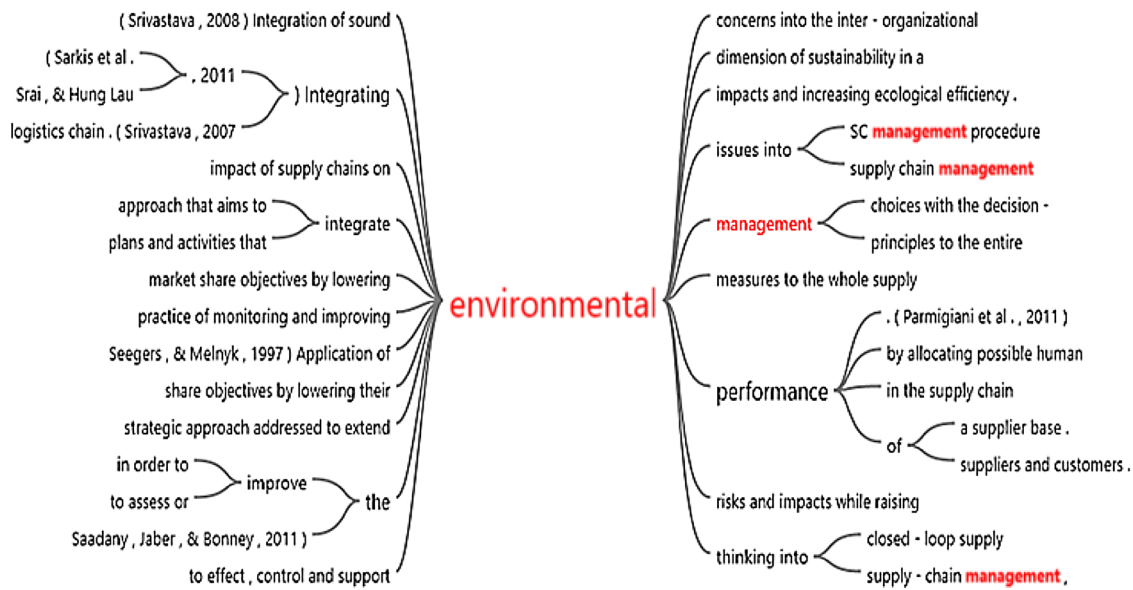 ( Srivastava , 2008 ) Integration of sound
( Sarkis et al .
Srai , & Hung Lau
, 2011
logistics chain . ( Srivastava , 2007
) Integrating
impact of supply chains on
approach that aims to
plans and activities that
integrate
market share objectives by lowering
practice of monitoring and improving
Seegers , & Melnyk , 1997 ) Application of
share objectives by lowering their
strategic approach addressed to extend
in order to
to assess or
improve
Saadany , Jaber , & Bonney , 2011 )
the
to effect , control and support
environmental
concerns into the inter - organizational
dimension of sustainability in a
impacts and increasing ecological efficiency .
issues into
SC management procedure
supply chain management
management
choices with the decision -
principles to the entire
measures to the whole supply
performance
. ( Parmigiani et al . , 2011 )
by allocating possible human
in the supply chain
of
a supplier base .
suppliers and customers .
risks and impacts while raising
thinking into
closed - loop supply
supply - chain management ,